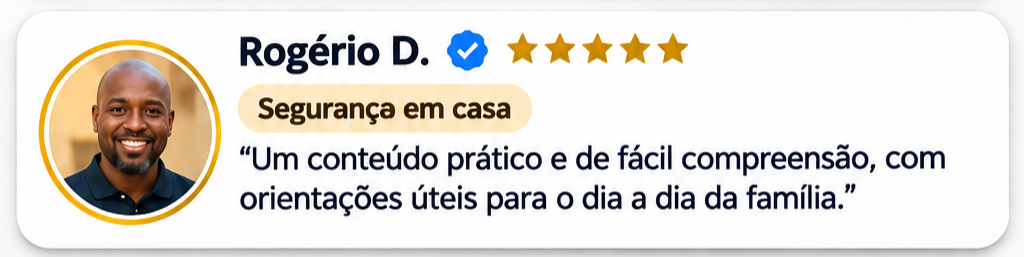 Rogério D.
Segurança em casa
“Um conteúdo prático e de fácil compreensão, com
orientações úteis para o dia a dia da família.”